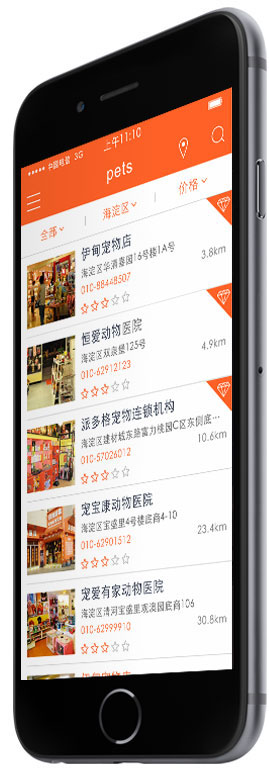 中国电信 3G 上午11:10
pets
全部 海淀区 价格
伊甸宠物店
海淀区华清嘉园16号楼1A号
010-88448507
3.8km
恒爱动物医院
海淀区双泉堡125号
010-62912123
4.9km
派多格宠物连锁机构
海淀区建材城东路富力桃园C区东侧底…
010-57026012
10.6km
宠宝康动物医院
海淀区宝盛里4号楼底商4-10
010-62901512
23.4km
宠爱有家动物医院
海淀区清河宝盛里观澳园底商106
010-62999910
30.8km
伊甸宠物店